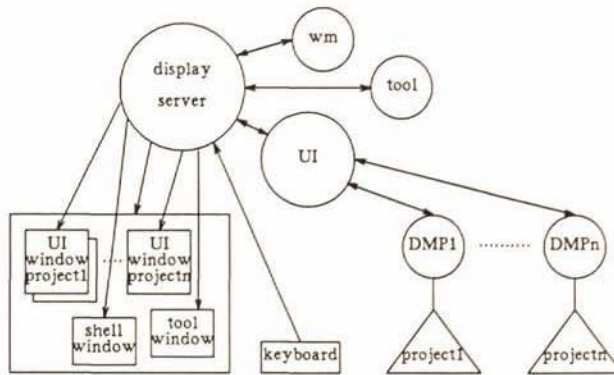 wm
display
server
tool
UI
DMP1 ........ DMPn
UI
window
project1
.....
UI
window
projectn
shell
window
tool
window
keyboard
project1
projectn